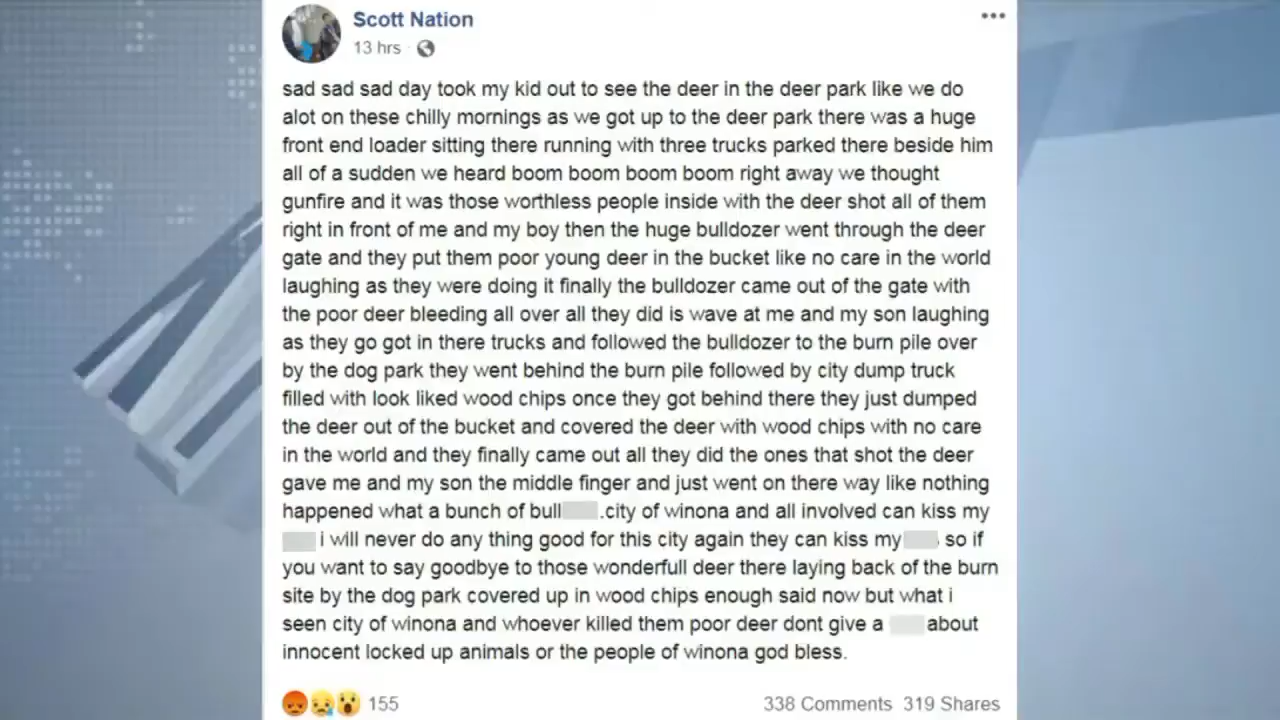 Scott Nation
13 hrs
sad sad sad day took my kid out to see the deer in the deer park like we do
alot on these chilly mornings as we got up to the deer park there was a huge
front end loader sitting there running with three trucks parked there beside him
all of a sudden we heard boom boom boom boom right away we thought
gunfire and it was those worthless people inside with the deer shot all of them
right in front of me and my boy then the huge bulldozer went through the deer
gate and they put them poor young deer in the bucket like no care in the world
laughing as they were doing it finally the bulldozer came out of the gate with
the poor deer bleeding all over all they did is wave at me and my son laughing
as they go got in there trucks and followed the bulldozer to the burn pile over
by the dog park they went behind the burn pile followed by city dump truck
filled with look liked wood chips once they got behind there they just dumped
the deer out of the bucket and covered the deer with wood chips with no care
in the world and they finally came out all they did the ones that shot the deer
gave me and my son the middle finger and just went on there way like nothing
happened what a bunch of bull .city of winona and all involved can kiss my
i will never do any thing good for this city again they can kiss my so if
you want to say goodbye to those wonderfull deer there laying back of the burn
site by the dog park covered up in wood chips enough said now but what i
seen city of winona and whoever killed them poor deer dont give a about
innocent locked up animals or the people of winona god bless.
155 338 Comments 319 Shares